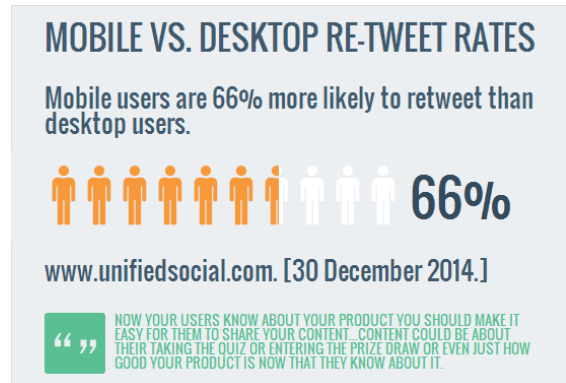 MOBILE VS. DESKTOP RE-TWEET RATES
Mobile users are 66% more likely to retweet than
desktop users.
66%
www.unifiedsocial.com. [30 December 2014.]
“ ”
NOW YOUR USERS KNOW ABOUT YOUR PRODUCT YOU SHOULD MAKE IT
EASY FOR THEM TO SHARE YOUR CONTENT...CONTENT COULD BE ABOUT
THEIR TAKING THE QUIZ OR ENTERING THE PRIZE DRAW OR EVEN JUST HOW
GOOD YOUR PRODUCT IS NOW THAT THEY KNOW ABOUT IT.